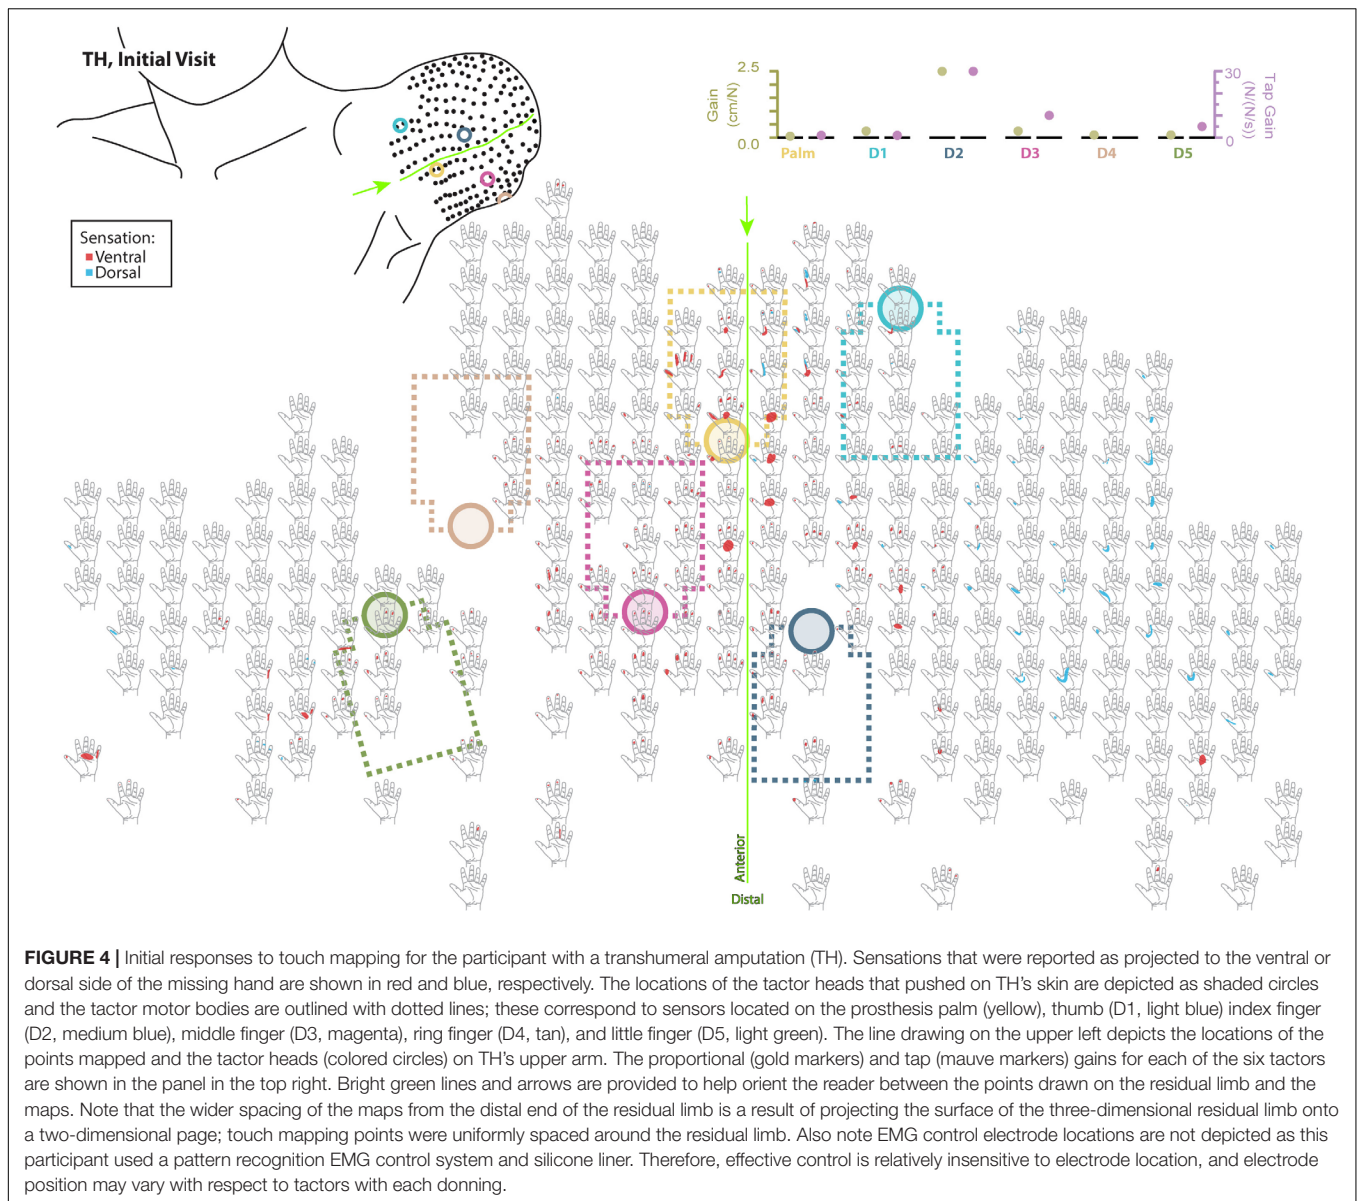 TH, Initial Visit
Sensation:
Ventral
Dorsal
2.5
Gain
(cm/N)
0.0
30
Tap Gain
(N/(N/s))
0
Palm D1 D2 D3 D4 D5
Anterior
Distal
FIGURE 4 | Initial responses to touch mapping for the participant with a transhumeral amputation (TH). Sensations that were reported as projected to the ventral or
dorsal side of the missing hand are shown in red and blue, respectively. The locations of the tactor heads that pushed on TH's skin are depicted as shaded circles
and the tactor motor bodies are outlined with dotted lines; these correspond to sensors located on the prosthesis palm (yellow), thumb (D1, light blue) index finger
(D2, medium blue), middle finger (D3, magenta), ring finger (D4, tan), and little finger (D5, light green). The line drawing on the upper left depicts the locations of the
points mapped and the tactor heads (colored circles) on TH's upper arm. The proportional (gold markers) and tap (mauve markers) gains for each of the six tactors
are shown in the panel in the top right. Bright green lines and arrows are provided to help orient the reader between the points drawn on the residual limb and the
maps. Note that the wider spacing of the maps from the distal end of the residual limb is a result of projecting the surface of the three-dimensional residual limb onto
a two-dimensional page; touch mapping points were uniformly spaced around the residual limb. Also note EMG control electrode locations are not depicted as this
participant used a pattern recognition EMG control system and silicone liner. Therefore, effective control is relatively insensitive to electrode location, and electrode
position may vary with respect to tactors with each donning.